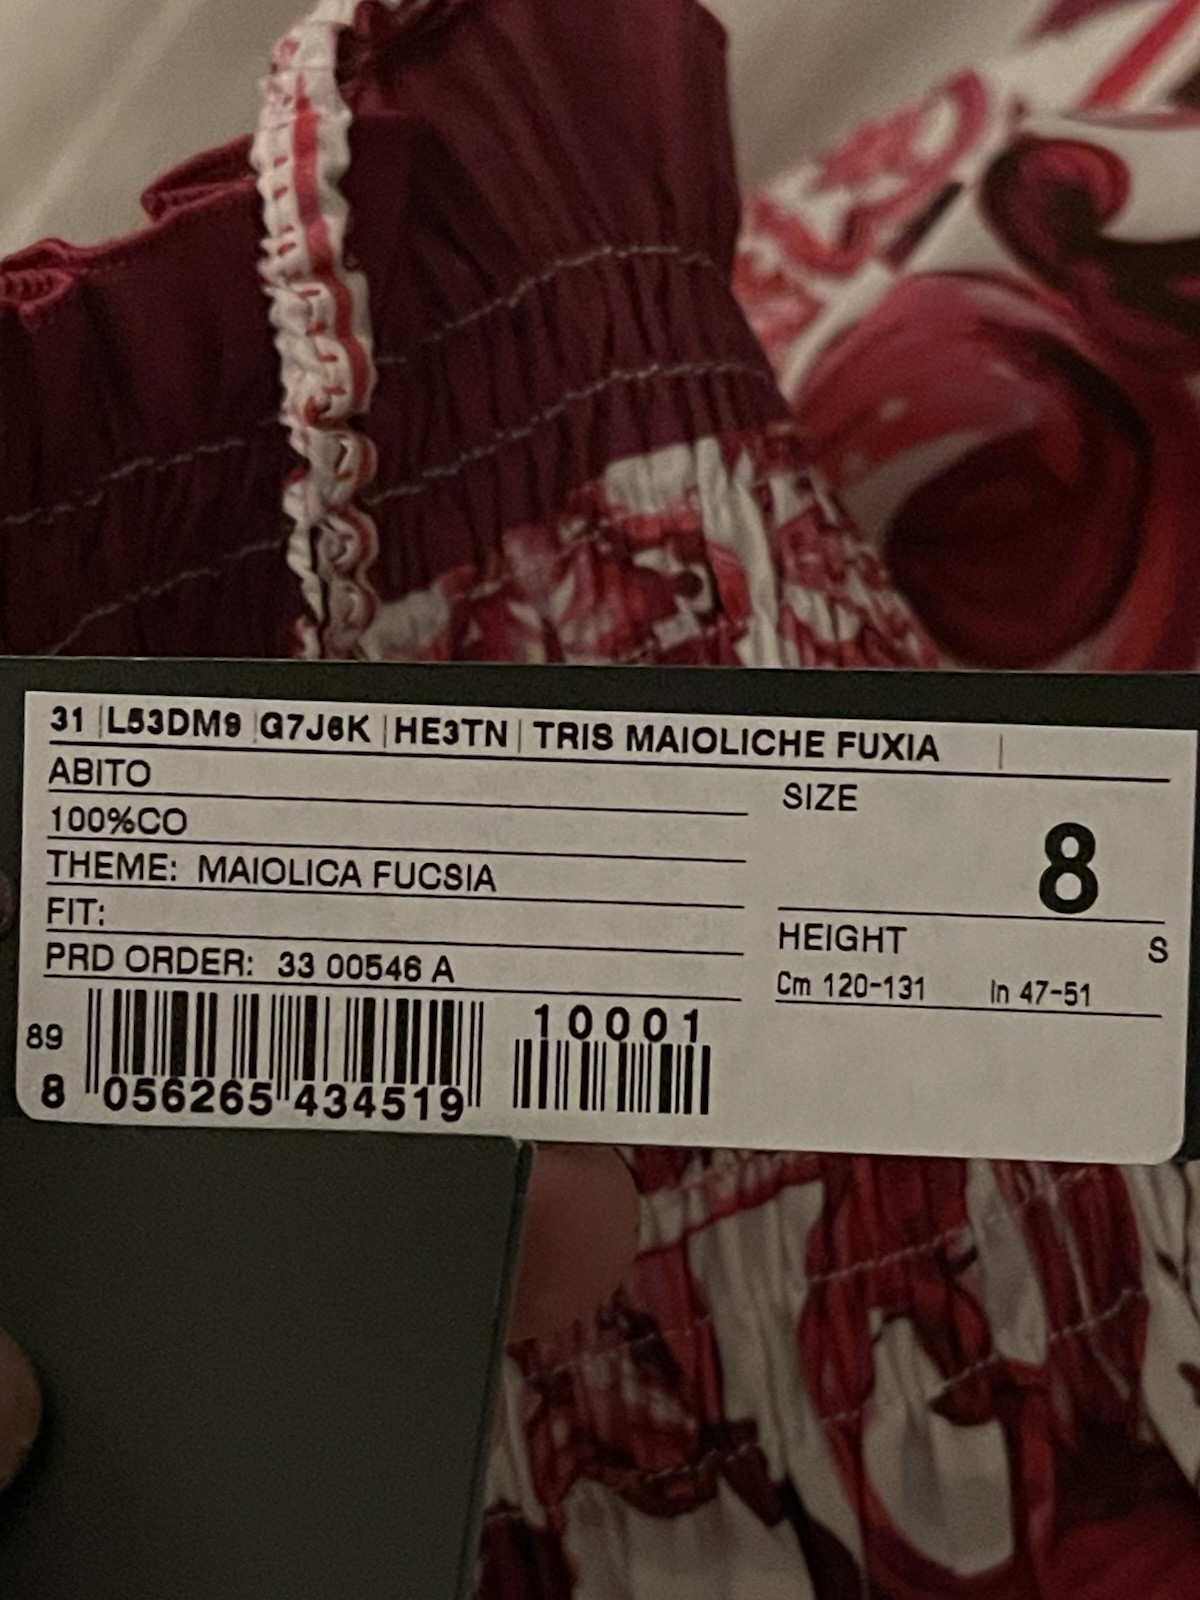 31 L53DM9 G7J6K HE3TN TRIS MAIOLICHE FUXIA
ABITO
100%CO
THEME: MAIOLICA FUCSIA
FIT:
PRD ORDER: 33 00546 A
SIZE
8
HEIGHT S
Cm 120-131 In 47-51
10001
89
8 056265 434519